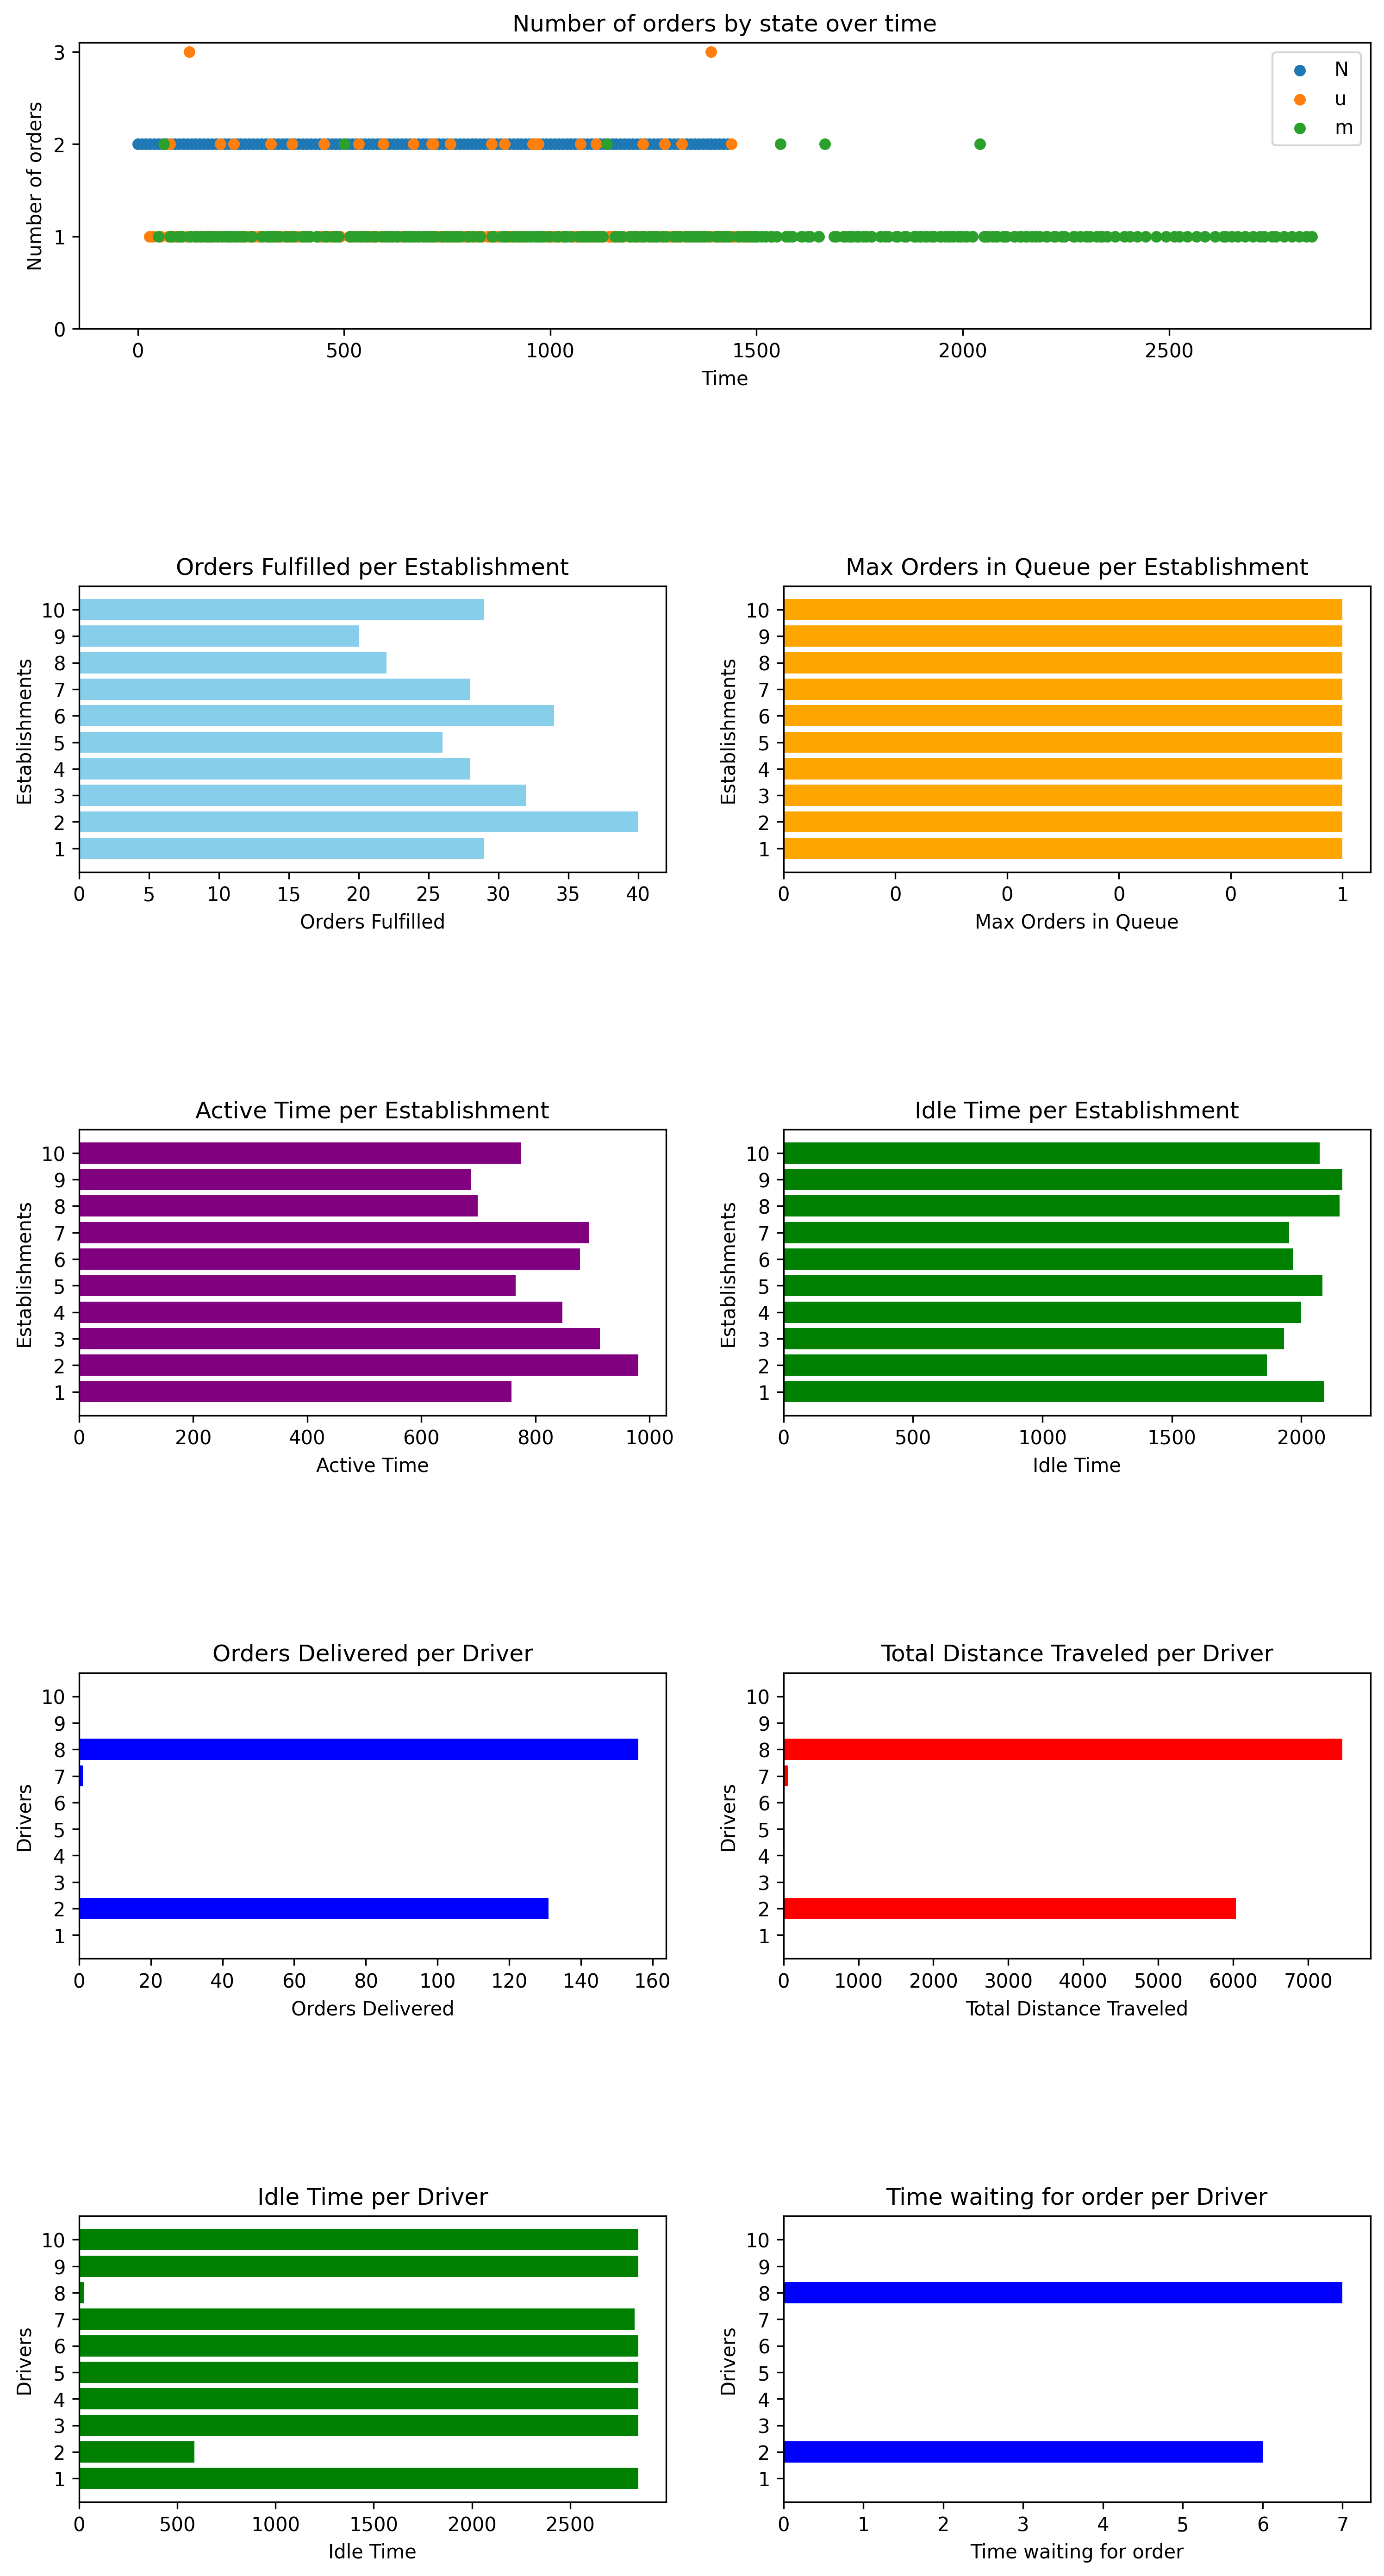 Number of orders by state over time
3
2
1
0
Number of orders
N
u
m
0 500 1000 1500 2000 2500
Time
Orders Fulfilled per Establishment
10
9
8
7
6
5
4
3
2
1
Establishments
0 5 10 15 20 25 30 35 40
Orders Fulfilled
Max Orders in Queue per Establishment
10
9
8
7
6
5
4
3
2
1
Establishments
0 0 0 0 0 1
Max Orders in Queue
Active Time per Establishment
10
9
8
7
6
5
4
3
2
1
Establishments
0 200 400 600 800 1000
Active Time
Idle Time per Establishment
10
9
8
7
6
5
4
3
2
1
Establishments
0 500 1000 1500 2000
Idle Time
Orders Delivered per Driver
10
9
8
7
6
5
4
3
2
1
Drivers
0 20 40 60 80 100 120 140 160
Orders Delivered
Total Distance Traveled per Driver
10
9
8
7
6
5
4
3
2
1
Drivers
0 1000 2000 3000 4000 5000 6000 7000
Total Distance Traveled
Idle Time per Driver
10
9
8
7
6
5
4
3
2
1
Drivers
0 500 1000 1500 2000 2500
Idle Time
Time waiting for order per Driver
10
9
8
7
6
5
4
3
2
1
Drivers
0 1 2 3 4 5 6 7
Time waiting for order